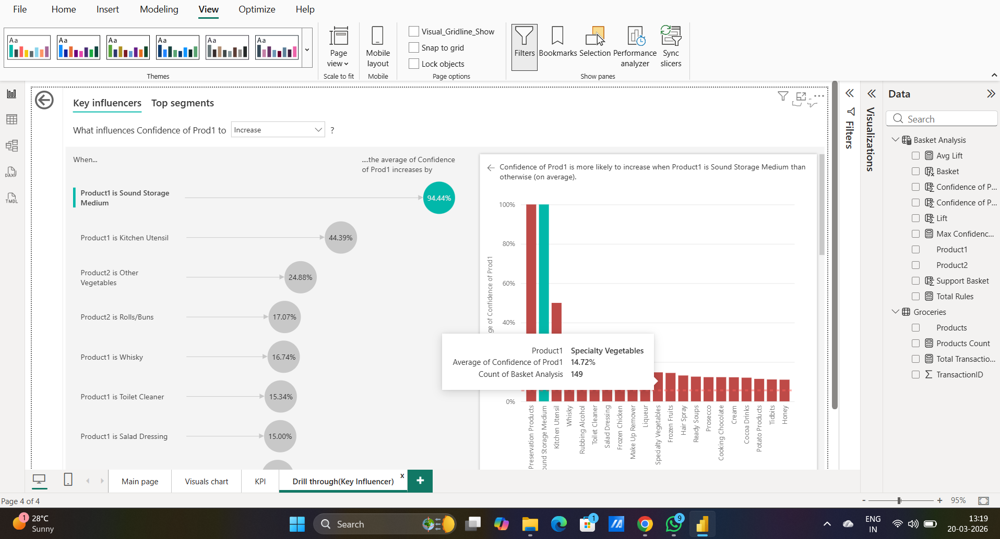 File Home Insert Modeling View Optimize Help
Aa Aa Aa Aa Aa Aa
Themes
Page view
Scale to fit
Mobile layout
Mobile
Visual_Gridline_Show
Snap to grid
Lock objects
Page options
Filters
Bookmarks
Selection
Performance analyzer
Sync slicers
Show panes
DAX
TMDL
Key influencers Top segments
What influences Confidence of Prod1 to Increase ?
When...
....the average of Confidence
of Prod1 increases by
Product1 is Sound Storage
Medium
94.44%
Product1 is Kitchen Utensil
44.39%
Product2 is Other
Vegetables
24.88%
Product2 is Rolls/Buns
17.07%
Product1 is Whisky
16.74%
Product1 is Toilet Cleaner
15.34%
Product1 is Salad Dressing
15.00%
Confidence of Prod1 is more likely to increase when Product1 is Sound Storage Medium than
otherwise (on average).
100%
80%
60%
40%
0%
ge of Confidence of Prod1
Product1 Specialty Vegetables
Average of Confidence of Prod1 14.72%
Count of Basket Analysis 149
Preservation Products
ound Storage Medium
Kitchen Utensil
Whisky
Rubbing Alcohol
Toilet Cleaner
Salad Dressing
Frozen Chicken
Make Up Remover
Liqueur
Specialty Vegetables
Frozen Fruits
Hair Spray
Ready Soups
Prosecco
Cooking Chocolate
Cream
Cocoa Drinks
Potato Products
Tidbits
Honey
Filters
Visualizations
Data
Search
Basket Analysis
Avg Lift
Basket
Confidence of P...
Confidence of P...
Lift
Max Confidenc...
Product1
Product2
Support Basket
Total Rules
Groceries
Products
Products Count
Total Transactio...
TransactionID
Main page
Visuals chart
KPI
Drill through(Key Influencer) x
+
Page 4 of 4
- + 95%
1
28°C
Sunny
Search
1
9
ENG
IN
13:19
20-03-2026